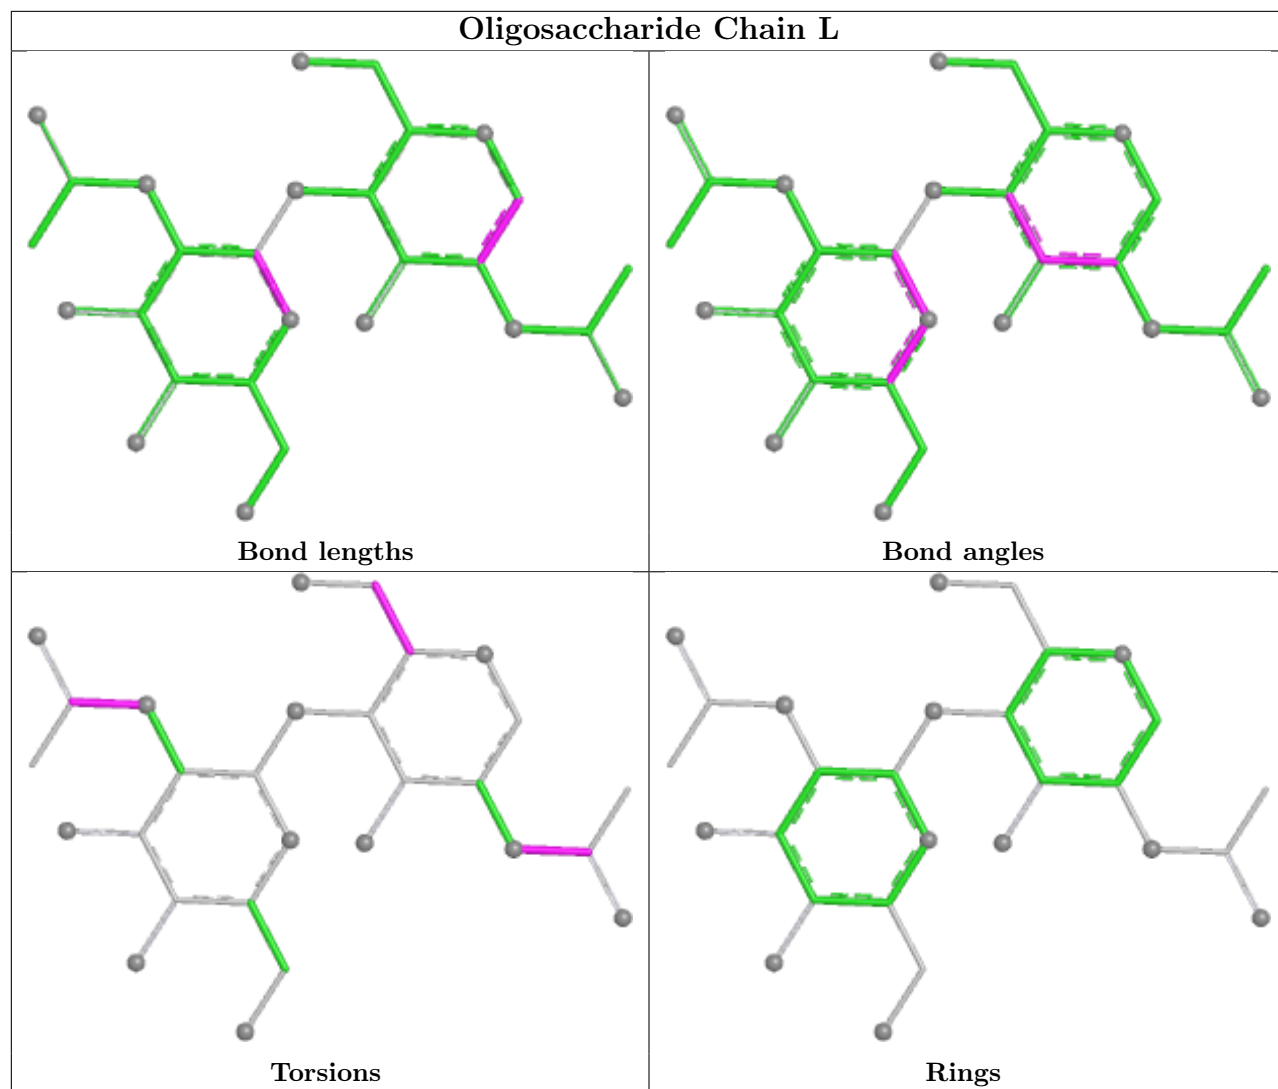 Oligosaccharide Chain L
Bond lengths
Bond angles
Torsions
Rings